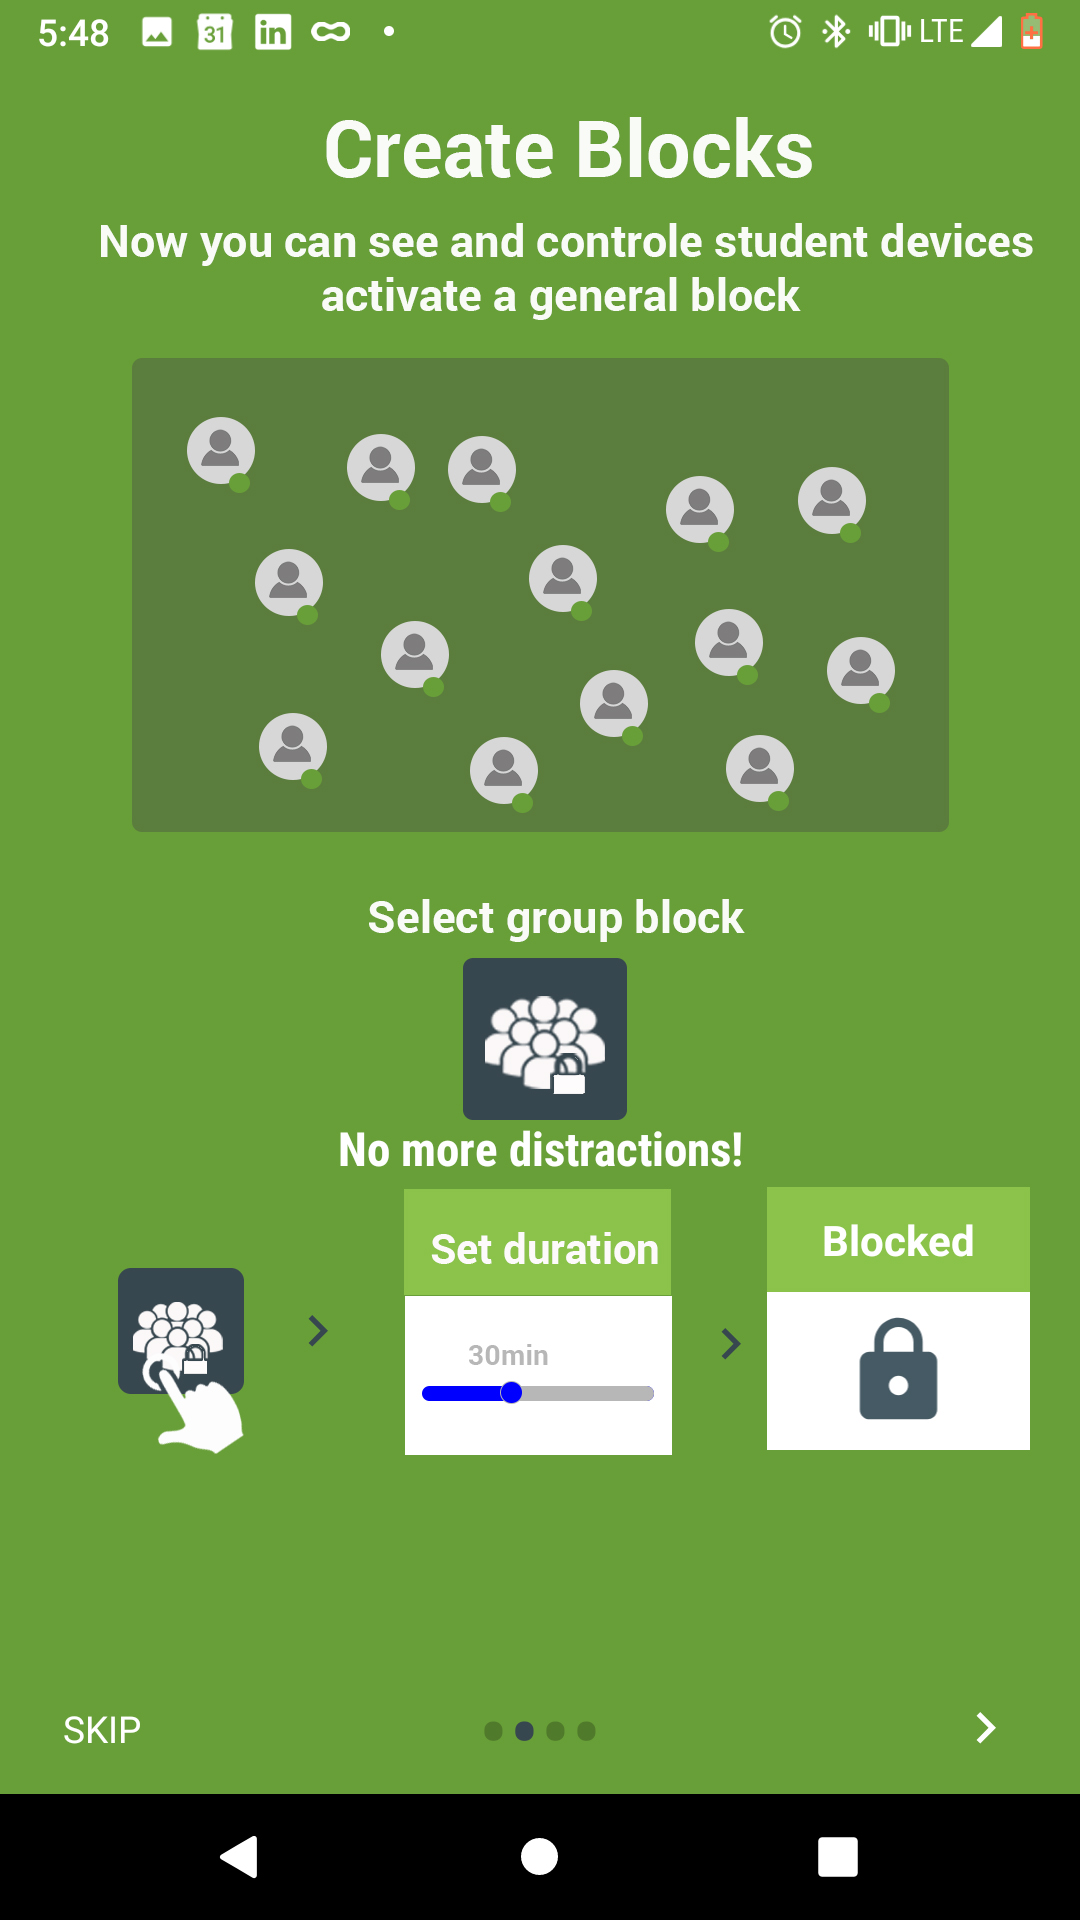 5:48
31
in
LTE
Create Blocks
Now you can see and controle student devices
activate a general block
Select group block
No more distractions!
Set duration
Blocked
30min
SKIP